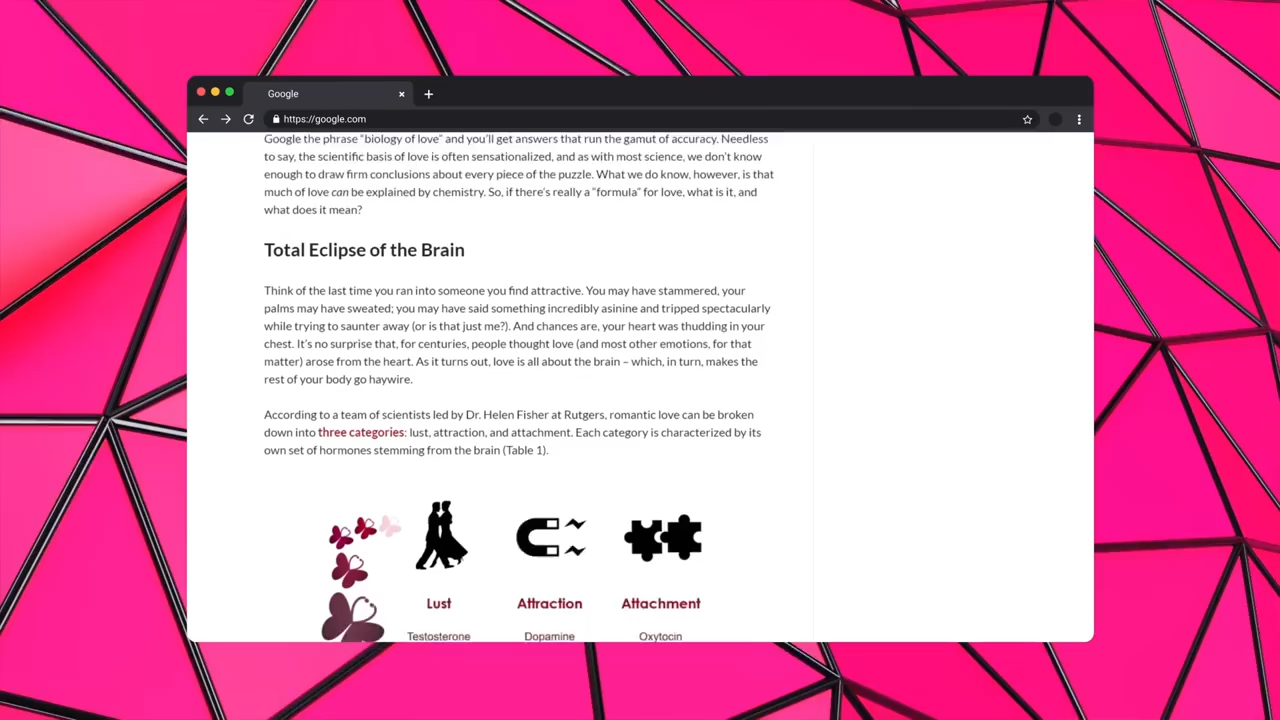 Google
https://google.com
Google the phrase “biology of love” and you’ll get answers that run the gamut of accuracy. Needless
to say, the scientific basis of love is often sensationalized, and as with most science, we don’t know
enough to draw firm conclusions about every piece of the puzzle. What we do know, however, is that
much of love can be explained by chemistry. So, if there’s really a “formula” for love, what is it, and
what does it mean?
Total Eclipse of the Brain
Think of the last time you ran into someone you find attractive. You may have stammered, your
palms may have sweated; you may have said something incredibly asinine and tripped spectacularly
while trying to saunter away (or is that just me?). And chances are, your heart was thudding in your
chest. It’s no surprise that, for centuries, people thought love (and most other emotions, for that
matter) arose from the heart. As it turns out, love is all about the brain – which, in turn, makes the
rest of your body go haywire.
According to a team of scientists led by Dr. Helen Fisher at Rutgers, romantic love can be broken
down into three categories: lust, attraction, and attachment. Each category is characterized by its
own set of hormones stemming from the brain (Table 1).
Lust Attraction Attachment
Testosterone Dopamine Oxytocin